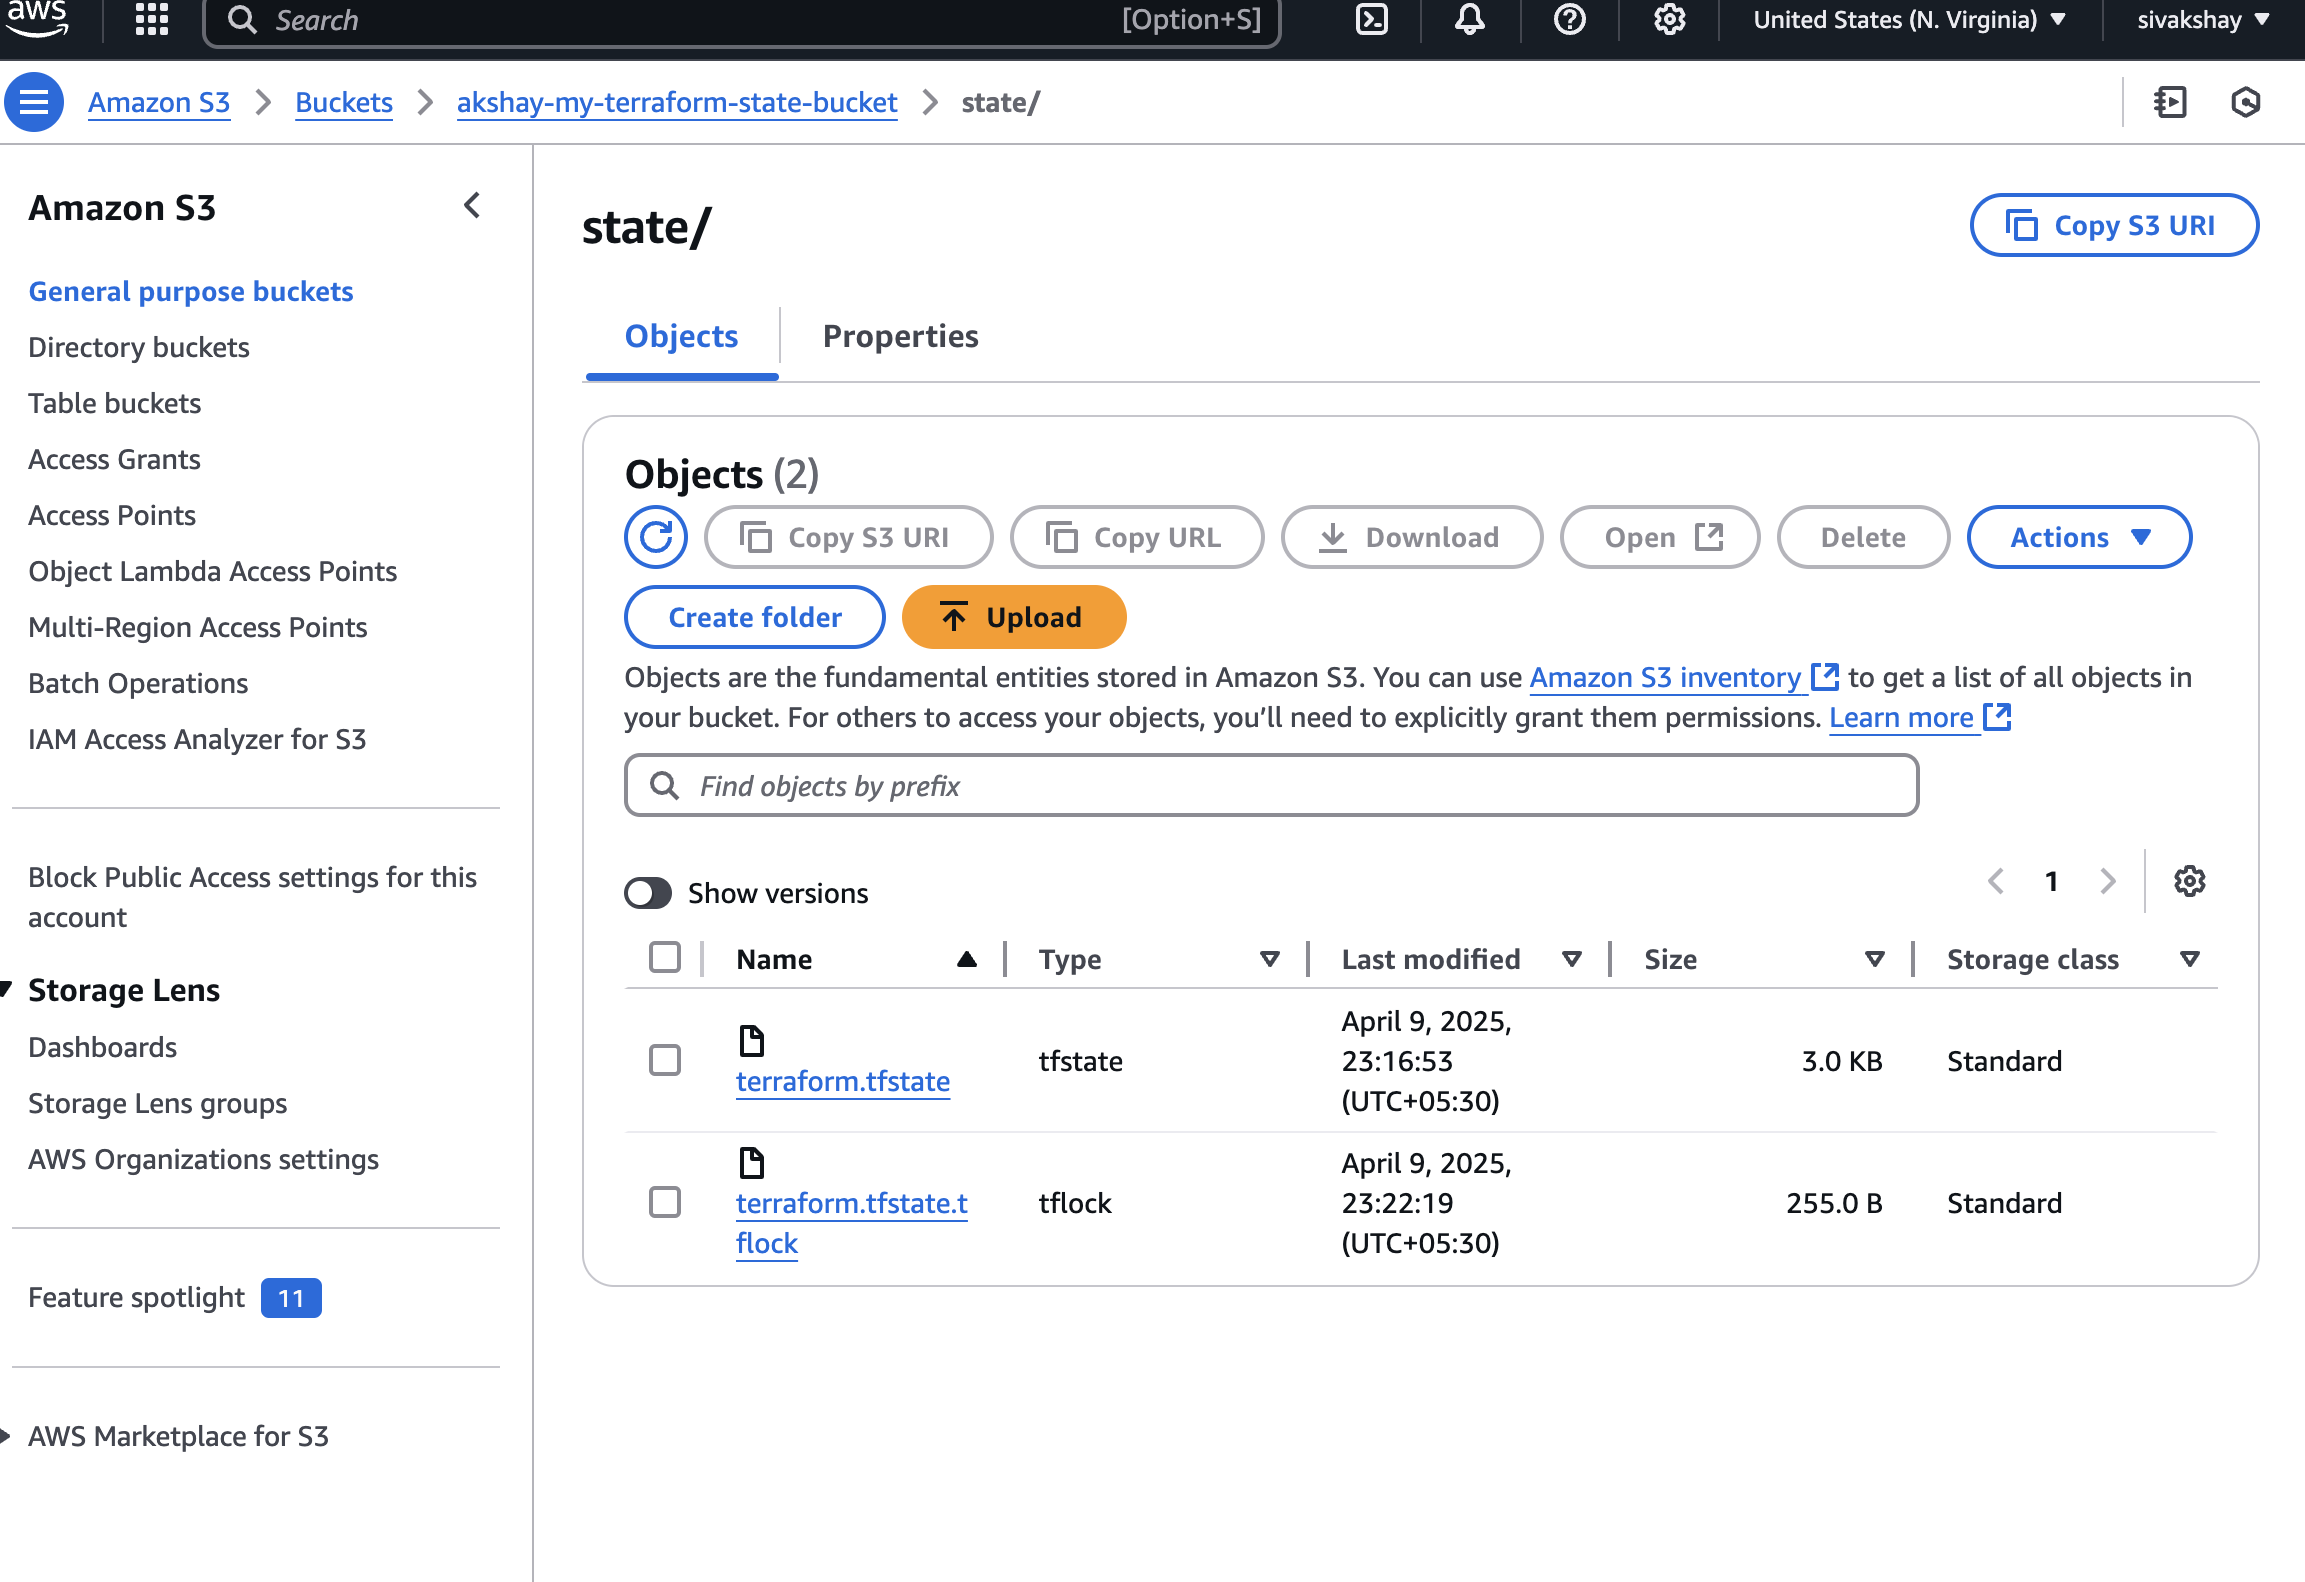 aws
Search
[Option+S]
United States (N. Virginia)
sivakshay
Amazon S3
Buckets
akshay-my-terraform-state-bucket
state/
Amazon S3
General purpose buckets
Directory buckets
Table buckets
Access Grants
Access Points
Object Lambda Access Points
Multi-Region Access Points
Batch Operations
IAM Access Analyzer for S3
Block Public Access settings for this
account
Storage Lens
Dashboards
Storage Lens groups
AWS Organizations settings
Feature spotlight 11
AWS Marketplace for S3
state/
Copy S3 URI
Objects
Properties
Objects (2)
Copy S3 URI
Copy URL
Download
Open
Delete
Actions
Create folder
Upload
Objects are the fundamental entities stored in Amazon S3. You can use Amazon S3 inventory to get a list of all objects in
your bucket. For others to access your objects, you’ll need to explicitly grant them permissions. Learn more
Find objects by prefix
Show versions
1
Name
Type
Last modified
Size
Storage class
terraform.tfstate
tfstate
April 9, 2025,
23:16:53
(UTC+05:30)
3.0 KB
Standard
terraform.tfstate.t
flock
tflock
April 9, 2025,
23:22:19
(UTC+05:30)
255.0 B
Standard